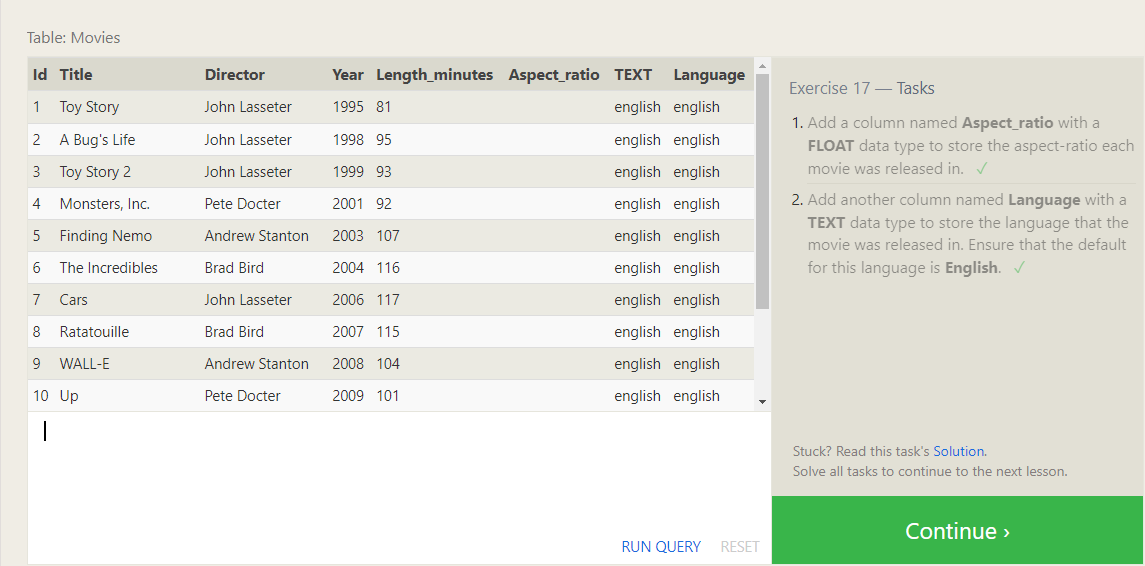 Table: Movies
Id Title Director Year Length_minutes Aspect_ratio TEXT Language
1 Toy Story John Lasseter 1995 81 english english
2 A Bug's Life John Lasseter 1998 95 english english
3 Toy Story 2 John Lasseter 1999 93 english english
4 Monsters, Inc. Pete Docter 2001 92 english english
5 Finding Nemo Andrew Stanton 2003 107 english english
6 The Incredibles Brad Bird 2004 116 english english
7 Cars John Lasseter 2006 117 english english
8 Ratatouille Brad Bird 2007 115 english english
9 WALL-E Andrew Stanton 2008 104 english english
10 Up Pete Docter 2009 101 english english
RUN QUERY RESET
Exercise 17 — Tasks
1. Add a column named Aspect_ratio with a
FLOAT data type to store the aspect-ratio each
movie was released in. ✓
2. Add another column named Language with a
TEXT data type to store the language that the
movie was released in. Ensure that the default
for this language is English. ✓
Stuck? Read this task's Solution.
Solve all tasks to continue to the next lesson.
Continue ›